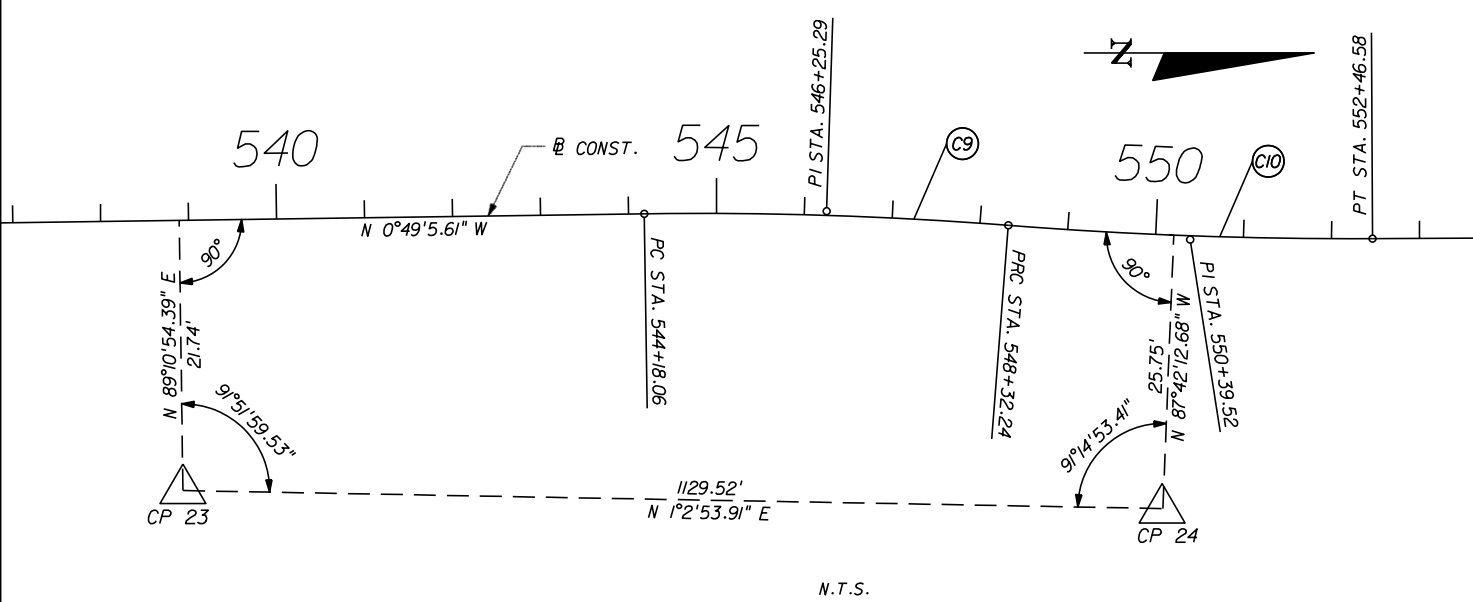 PI STA. 546+25.29
N
PT STA. 552+46.58
540
BL CONST.
545
C9
550
C10
N 0°49'5.61" W
90°
N 89°10'54.39" E
21.74'
PC STA. 544+18.06
PRC STA. 548+32.24
90°
PI STA. 550+39.52
25.75'
N 87°42'12.68" W
91°51'59.53"
91°14'53.41"
1129.52'
N 1°2'53.91" E
CP 23
CP 24
N.T.S.